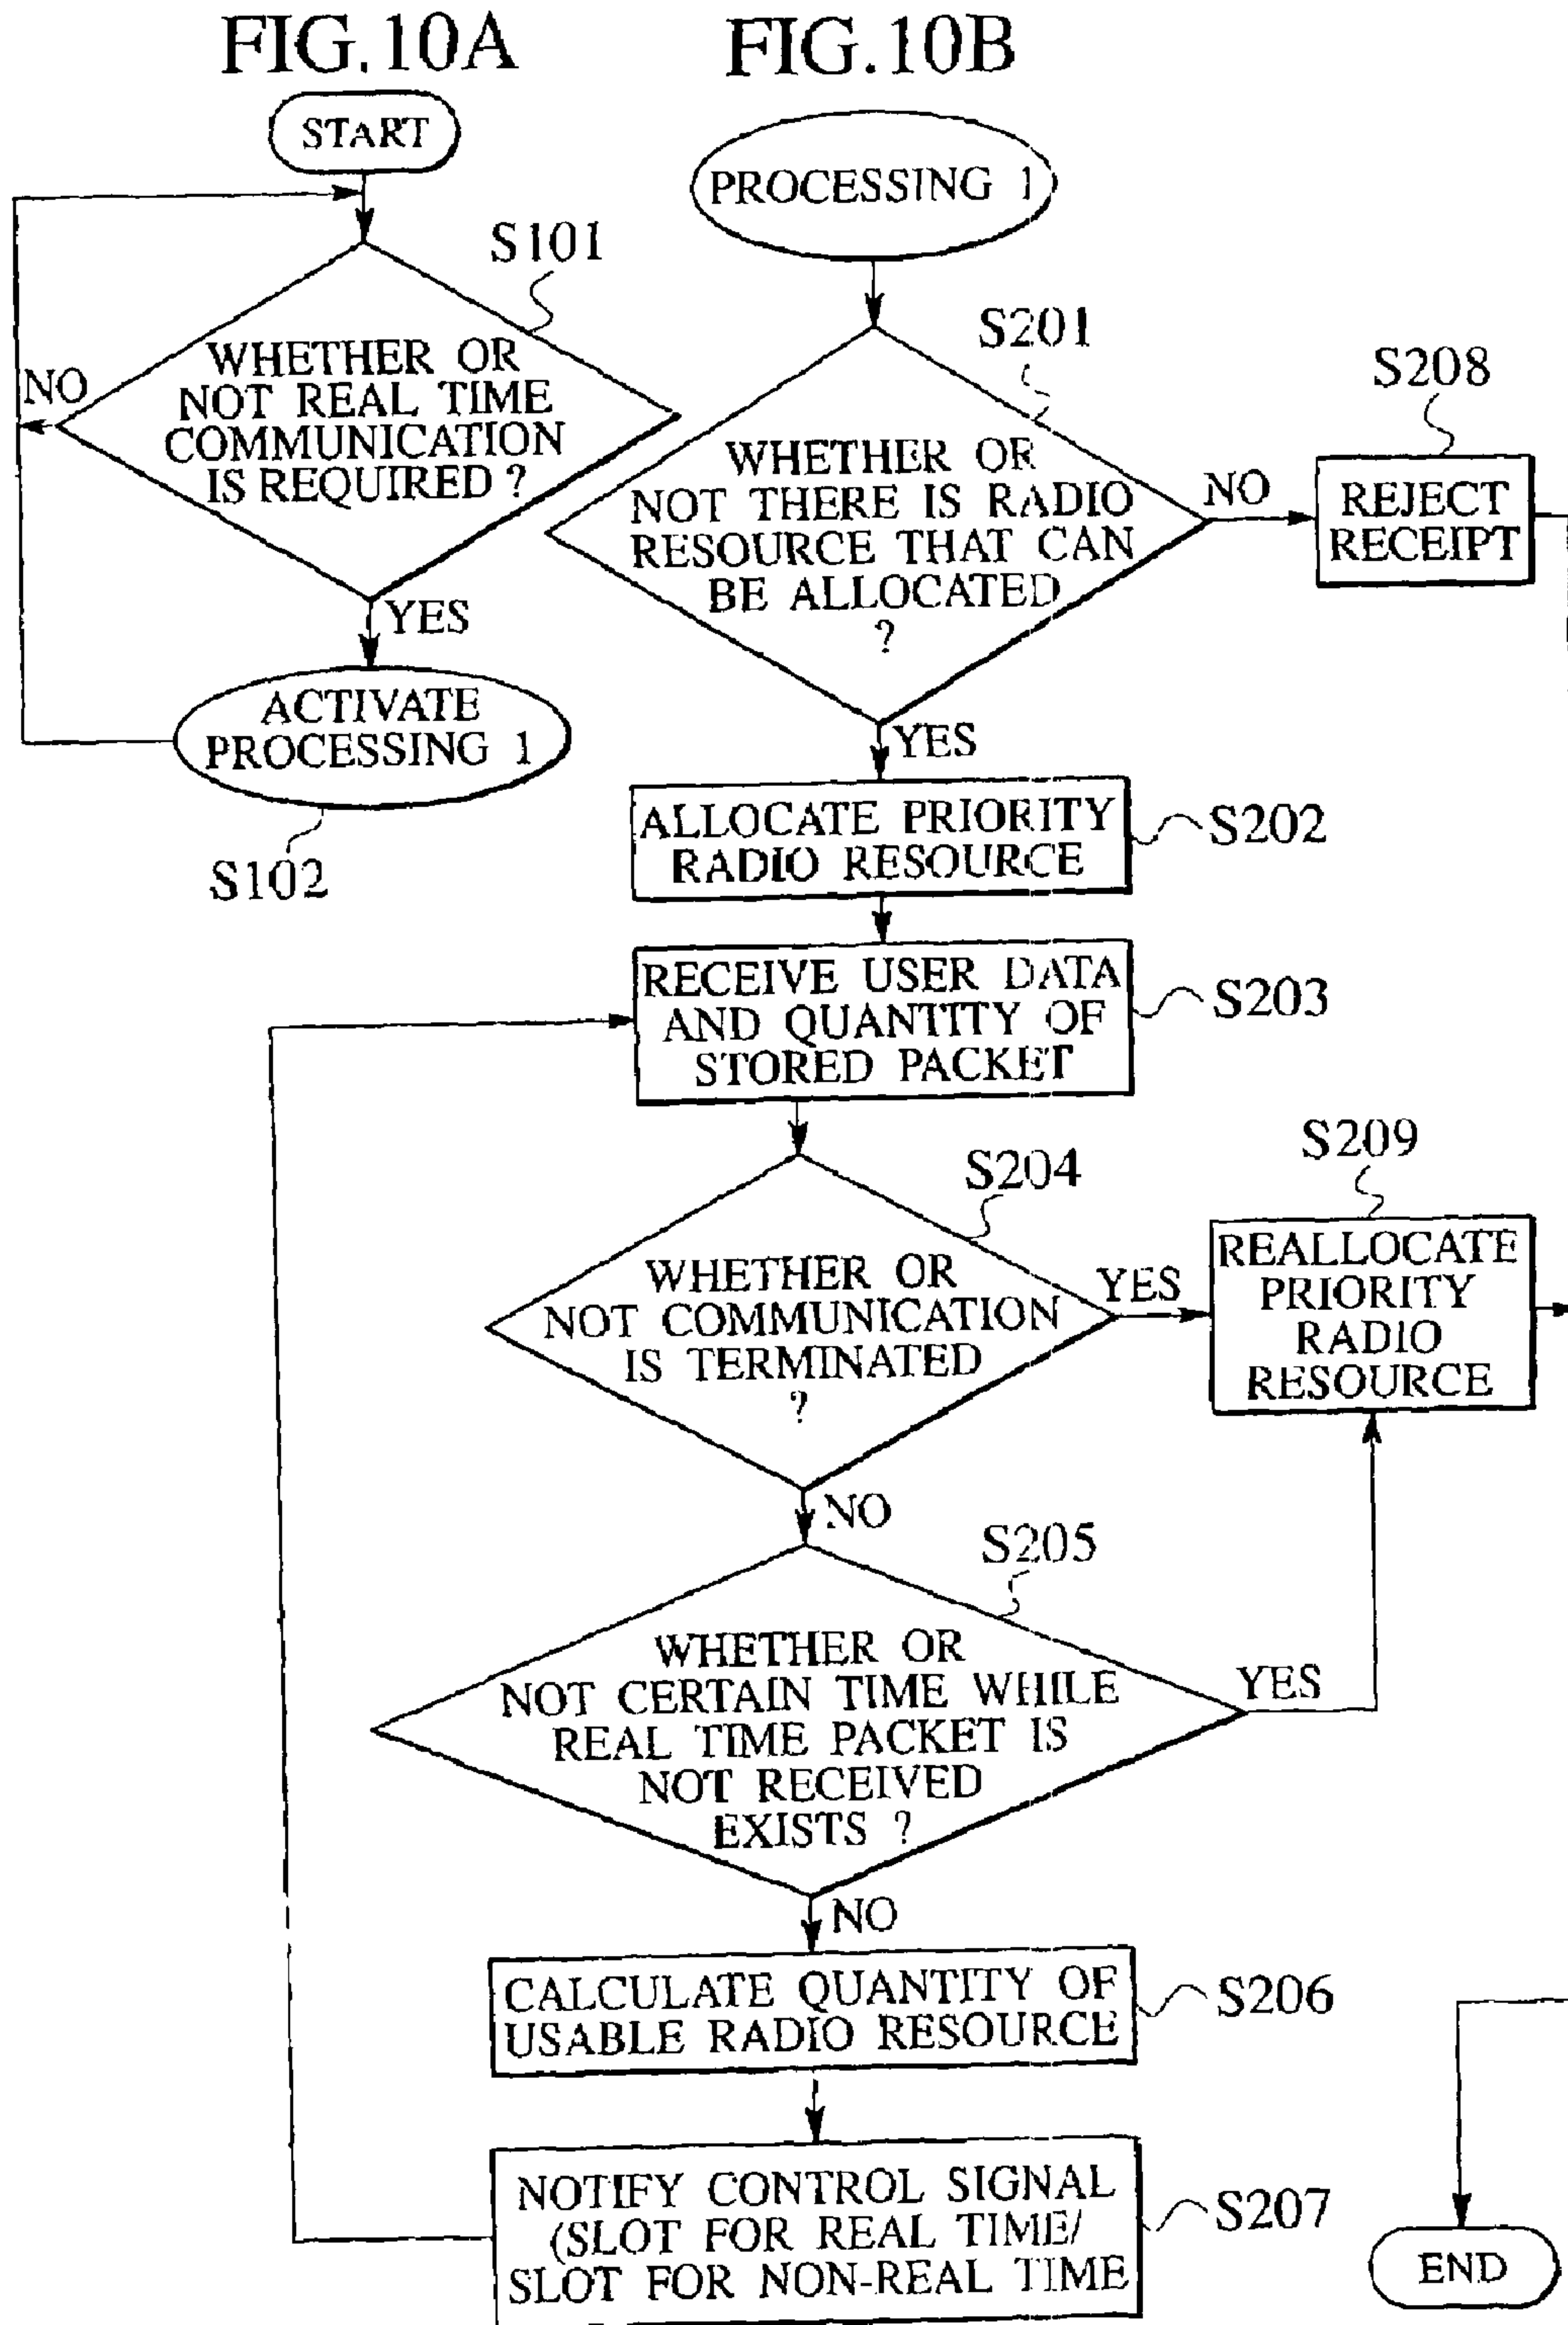 FIG.10A
START
S101
WHETHER OR
NOT REAL TIME
COMMUNICATION
IS REQUIRED ?
NO
YES
ACTIVATE
PROCESSING 1
S102
FIG.10B
PROCESSING 1
S201
WHETHER OR
NOT THERE IS RADIO
RESOURCE THAT CAN
BE ALLOCATED
?
NO
S208
REJECT
RECEIPT
YES
ALLOCATE PRIORITY
RADIO RESOURCE
S202
RECEIVE USER DATA
AND QUANTITY OF
STORED PACKET
S203
S204
WHETHER OR
NOT COMMUNICATION
IS TERMINATED
?
YES
S209
REALLOCATE
PRIORITY
RADIO
RESOURCE
NO
S205
WHETHER OR
NOT CERTAIN TIME WHILE
REAL TIME PACKET IS
NOT RECEIVED
EXISTS ?
YES
NO
CALCULATE QUANTITY OF
USABLE RADIO RESOURCE
S206
NOTIFY CONTROL SIGNAL
(SLOT FOR REAL TIME/
SLOT FOR NON-REAL TIME
S207
END